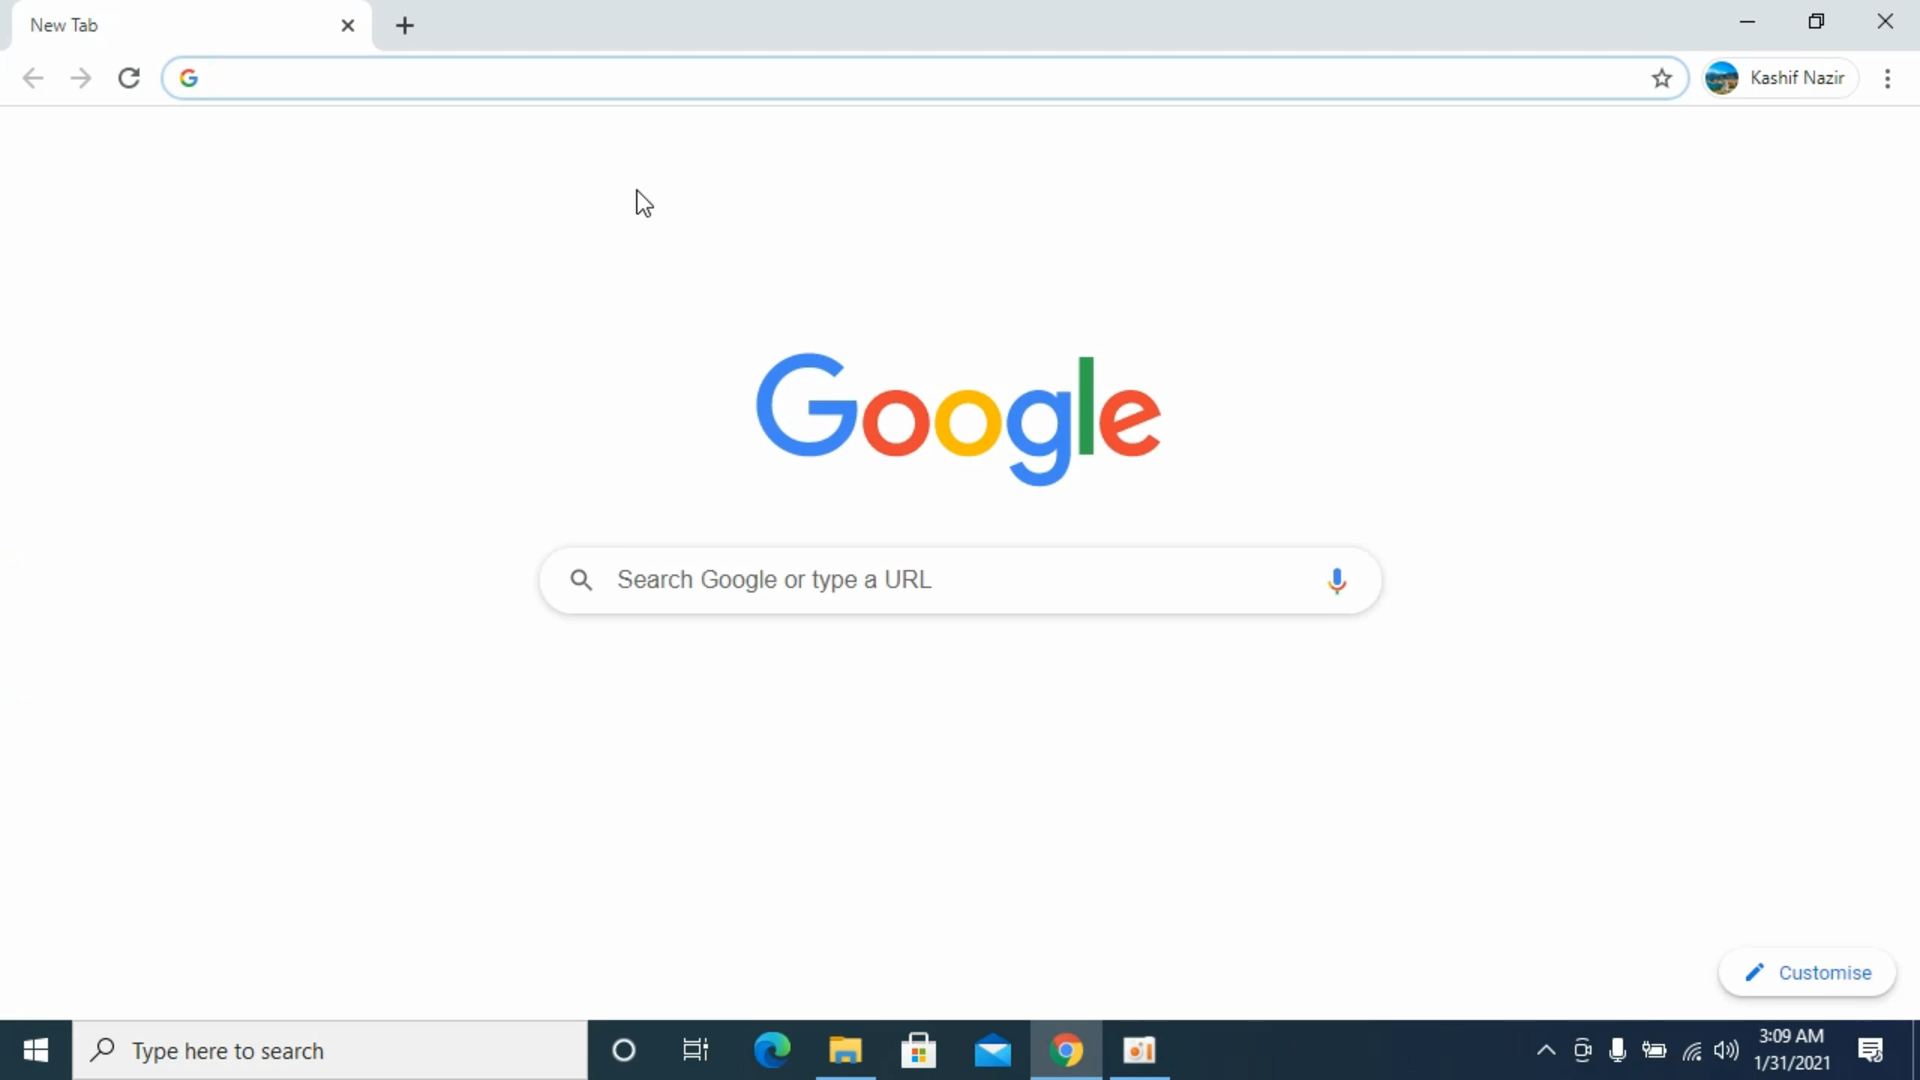 New Tab
Kashif Nazir
Google
Search Google or type a URL
Customise
Type here to search
3:09 AM
1/31/2021